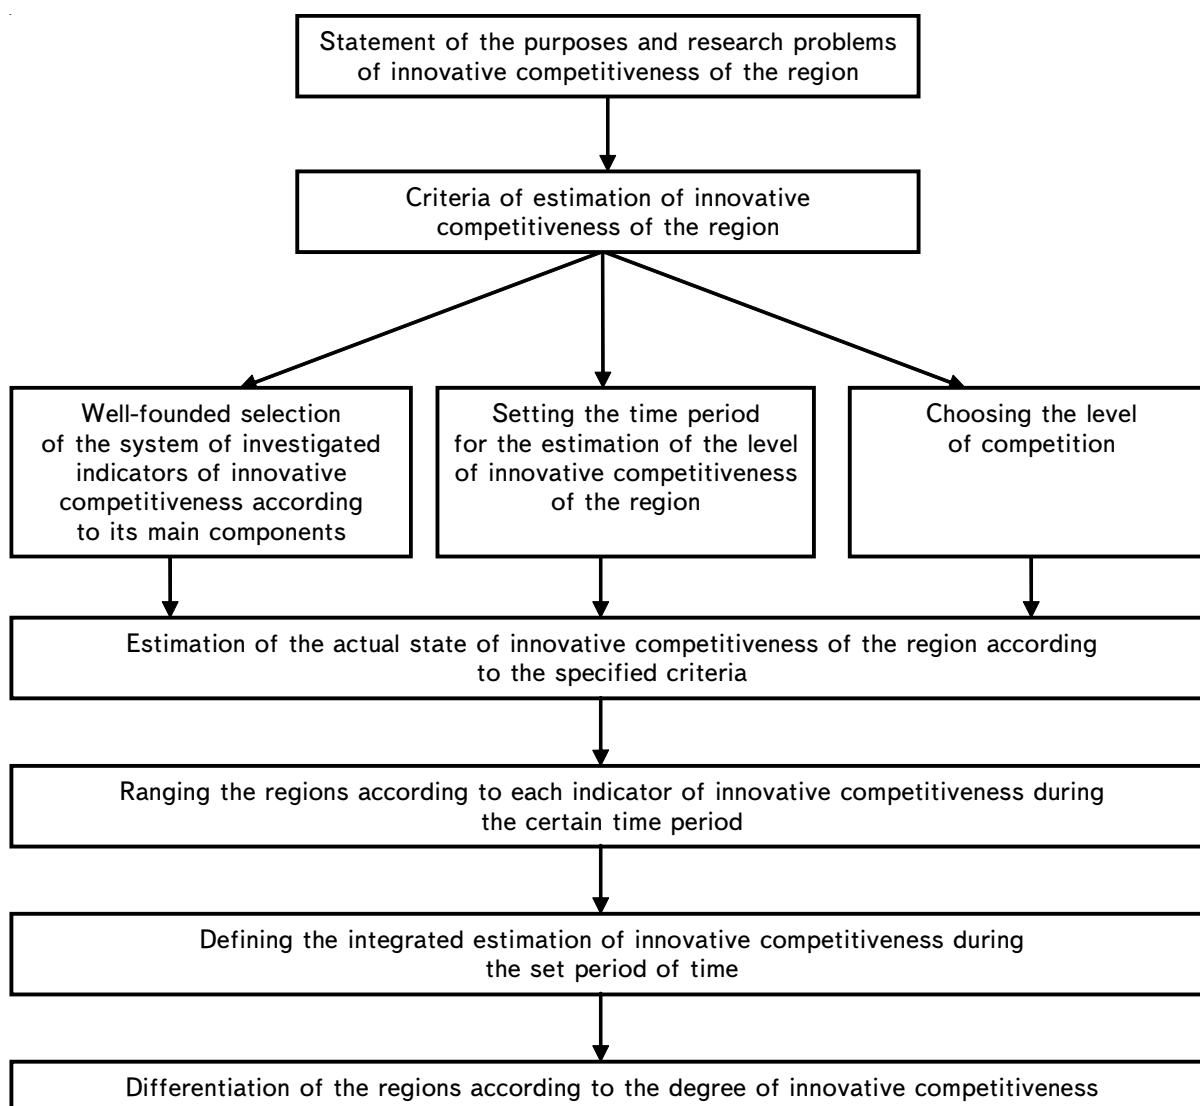 Statement of the purposes and research problems
of innovative competitiveness of the region
Criteria of estimation of innovative
competitiveness of the region
Well-founded selection
of the system of investigated
indicators of innovative
competitiveness according
to its main components
Setting the time period
for the estimation of the level
of innovative competitiveness
of the region
Choosing the level
of competition
Estimation of the actual state of innovative competitiveness of the region according
to the specified criteria
Ranging the regions according to each indicator of innovative competitiveness during
the certain time period
Defining the integrated estimation of innovative competitiveness during
the set period of time
Differentiation of the regions according to the degree of innovative competitiveness